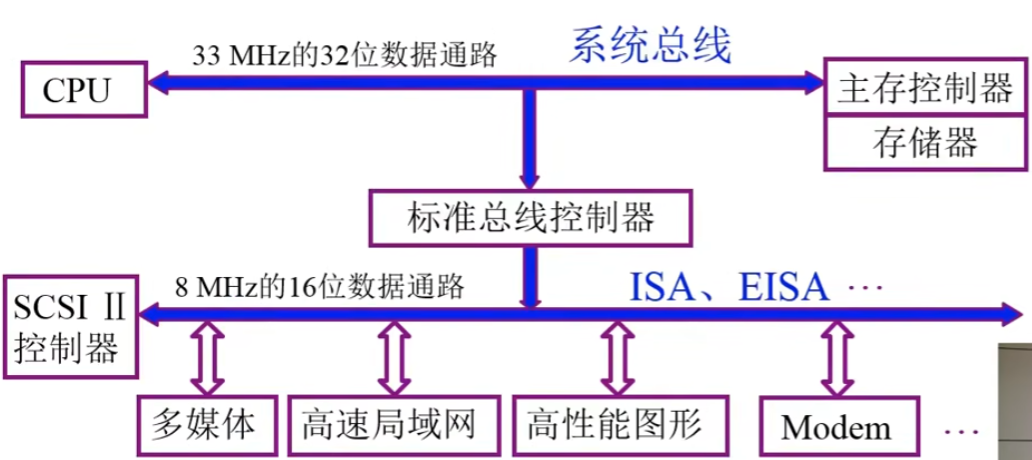 33 MHz的32位数据通路
系统总线
CPU
主存控制器
存储器
标准总线控制器
8 MHz的16位数据通路
ISA、EISA …
SCSI Ⅱ
控制器
多媒体
高速局域网
高性能图形
Modem
…